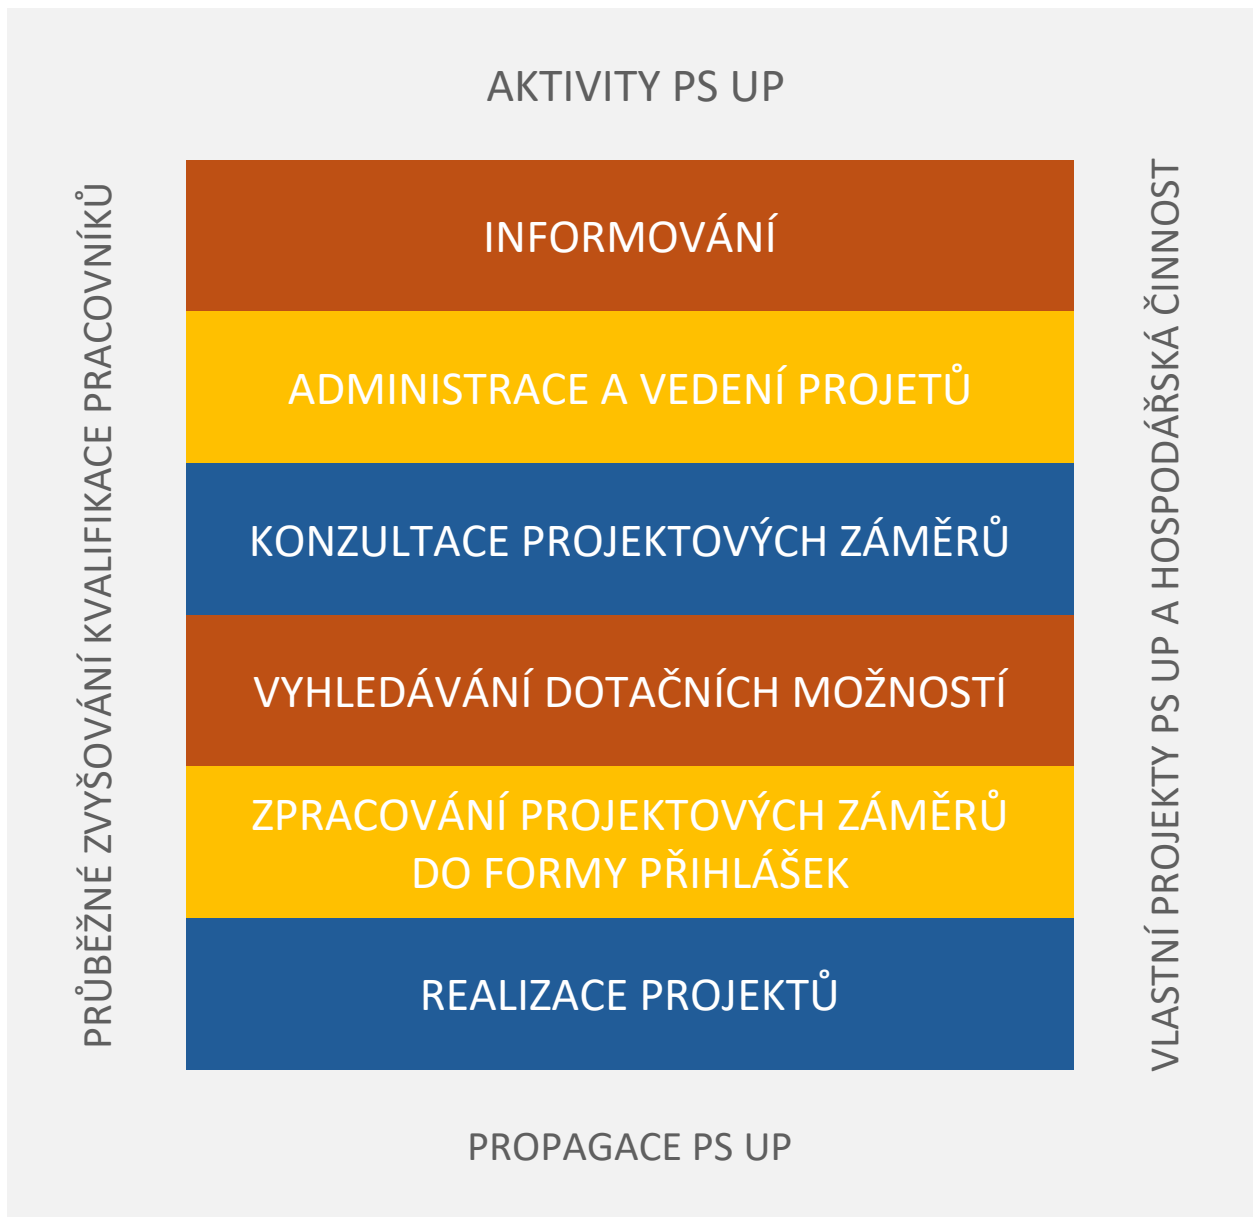 AKTIVITY PS UP
PRŮBĚŽNÉ ZVYŠOVÁNÍ KVALIFIKACE PRACOVNÍKŮ
INFORMOVÁNÍ
ADMINISTRACE A VEDENÍ PROJETŮ
KONZULTACE PROJEKTOVÝCH ZÁMĚRŮ
VYHLEDÁVÁNÍ DOTAČNÍCH MOŽNOSTÍ
ZPRACOVÁNÍ PROJEKTOVÝCH ZÁMĚRŮ
DO FORMY PŘIHLÁŠEK
REALIZACE PROJEKTŮ
VLASTNÍ PROJEKTY PS UP A HOSPODÁŘSKÁ ČINNOST
PROPAGACE PS UP